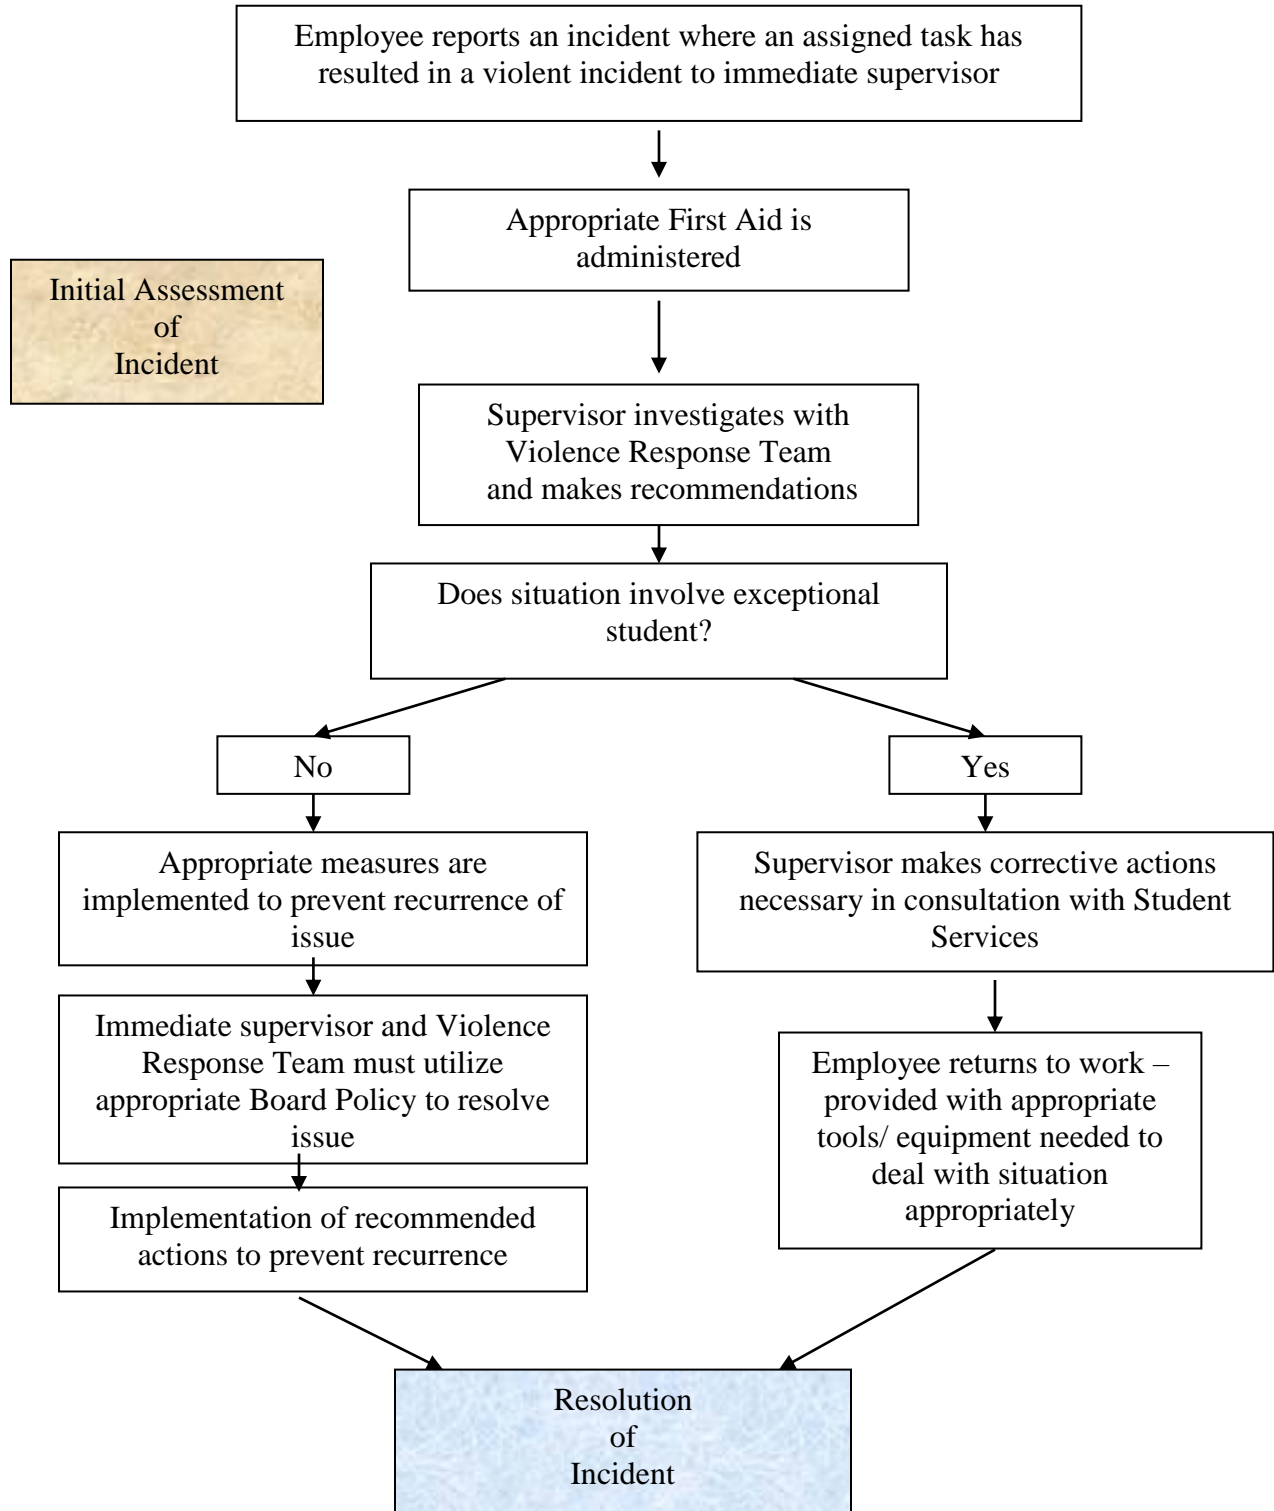 Employee reports an incident where an assigned task has
resulted in a violent incident to immediate supervisor
Appropriate First Aid is
administered
Initial Assessment
of
Incident
Supervisor investigates with
Violence Response Team
and makes recommendations
Does situation involve exceptional
student?
No
Yes
Appropriate measures are
implemented to prevent recurrence of
issue
Supervisor makes corrective actions
necessary in consultation with Student
Services
Immediate supervisor and Violence
Response Team must utilize
appropriate Board Policy to resolve
issue
Employee returns to work –
provided with appropriate
tools/ equipment needed to
deal with situation
appropriately
Implementation of recommended
actions to prevent recurrence
Resolution
of
Incident